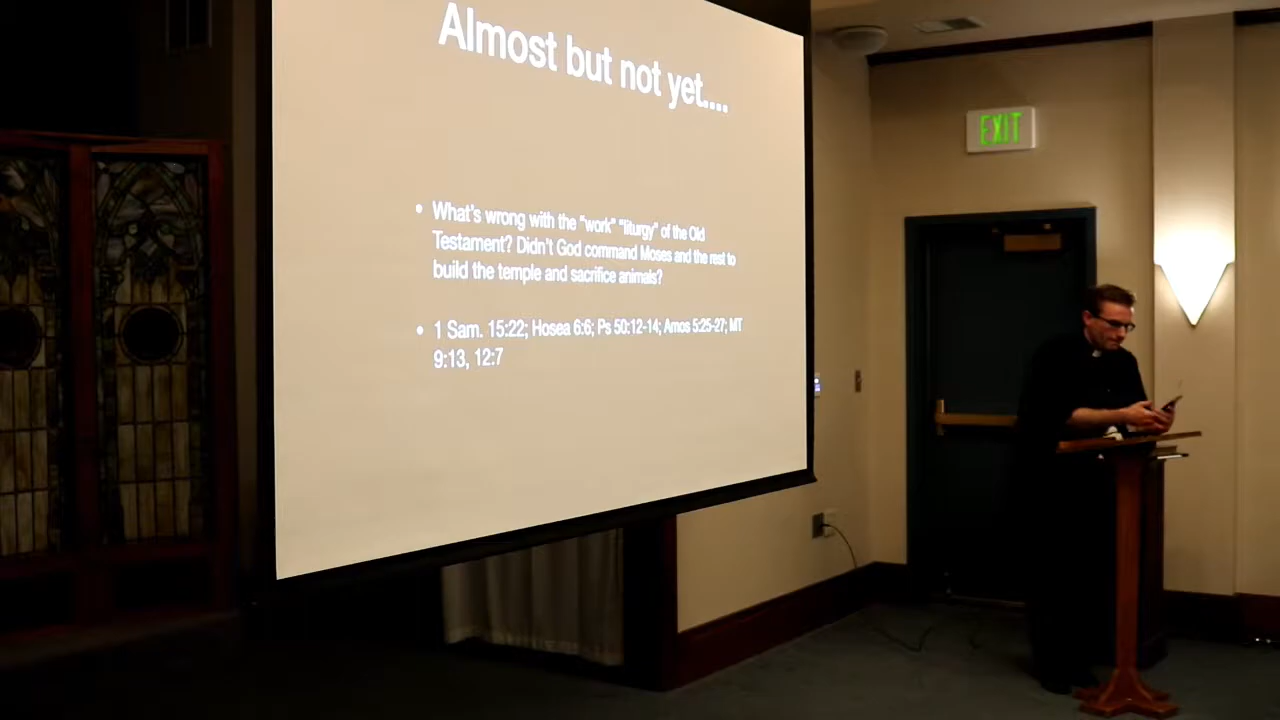 Almost but not yet....
• What's wrong with the "work" "liturgy" of the Old
Testament? Didn't God command Moses and the rest to
build the temple and sacrifice animals?
• 1 Sam. 15:22; Hosea 6:6; Ps 50:12-14; Amos 5:25-27; MT
9:13, 12:7
EXIT